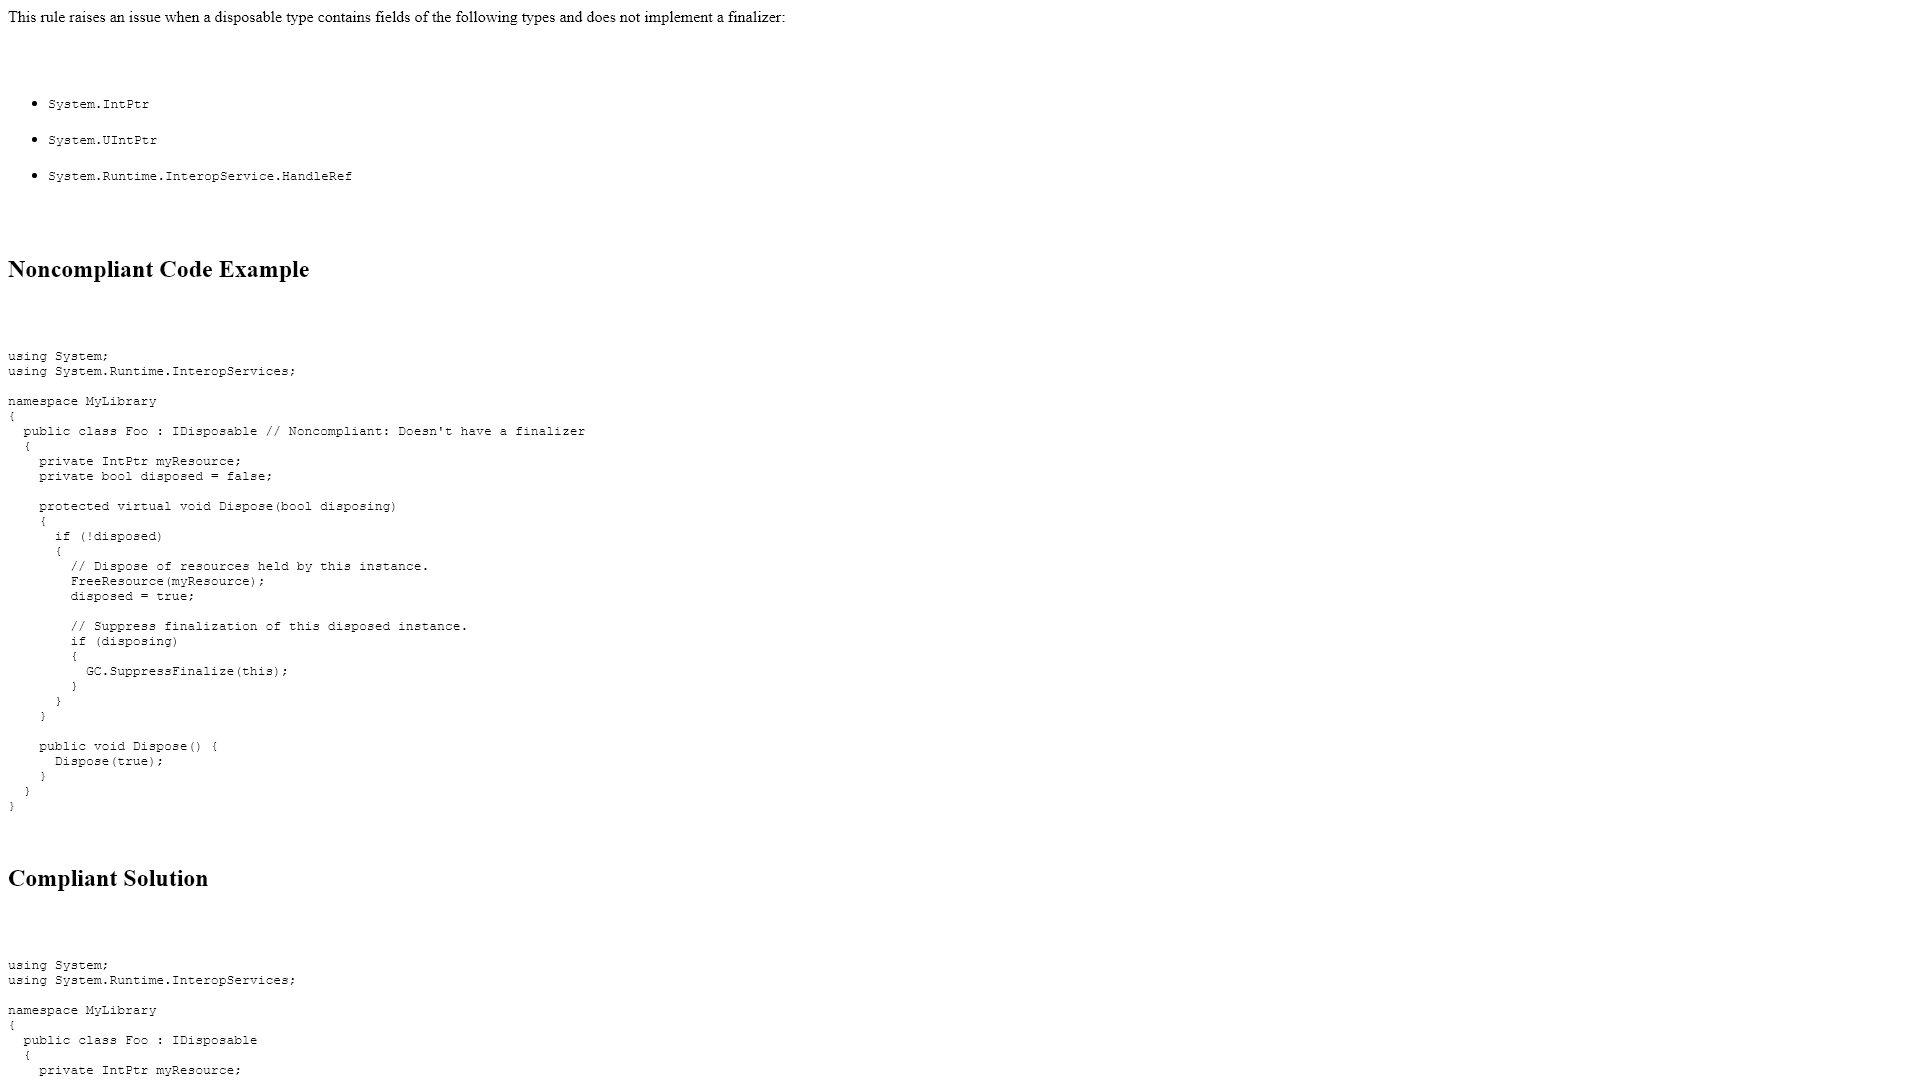 This rule raises an issue when a disposable type contains fields of the following types and does not implement a finalizer:
System.IntPtr
System.UIntPtr
System.Runtime.InteropService.HandleRef
Noncompliant Code Example
using System;
using System.Runtime.InteropServices;
namespace MyLibrary
{
  public class Foo : IDisposable // Noncompliant: Doesn't have a finalizer
  {
    private IntPtr myResource;
    private bool disposed = false;
    protected virtual void Dispose(bool disposing)
    {
      if (!disposed)
      {
        // Dispose of resources held by this instance.
        FreeResource(myResource);
        disposed = true;
        // Suppress finalization of this disposed instance.
        if (disposing)
        {
          GC.SuppressFinalize(this);
        }
      }
    }
    public void Dispose() {
      Dispose(true);
    }
  }
}
Compliant Solution
using System;
using System.Runtime.InteropServices;
namespace MyLibrary
{
  public class Foo : IDisposable
  {
    private IntPtr myResource;